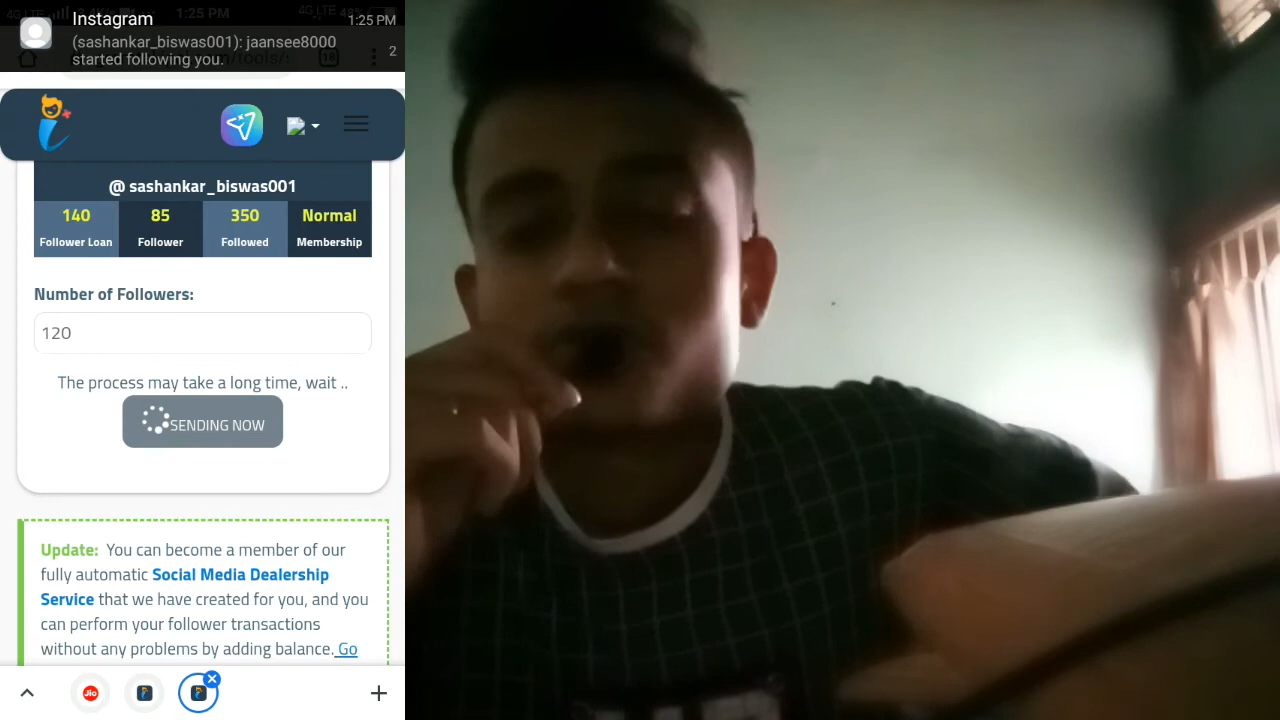 Instagram
1:25 PM
(sashankar_biswas001): jaansee8000
started following you.
2
@ sashankar_biswas001
140
85
350
Normal
Follower Loan
Follower
Followed
Membership
Number of Followers:
120
The process may take a long time, wait ..
SENDING NOW
Update: You can become a member of our
fully automatic Social Media Dealership
Service that we have created for you, and you
can perform your follower transactions
without any problems by adding balance. Go
Jio